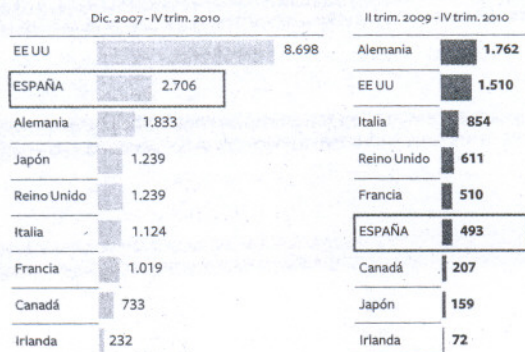 Dic. 2007 - IV trim. 2010
EE UU 8.698
ESPAÑA 2.706
Alemania 1.833
Japón 1.239
Reino Unido 1.239
Italia 1.124
Francia 1.019
Canadá 733
Irlanda 232
II trim. 2009 - IV trim. 2010
Alemania 1.762
EE UU 1.510
Italia 854
Reino Unido 611
Francia 510
ESPAÑA 493
Canadá 207
Japón 159
Irlanda 72